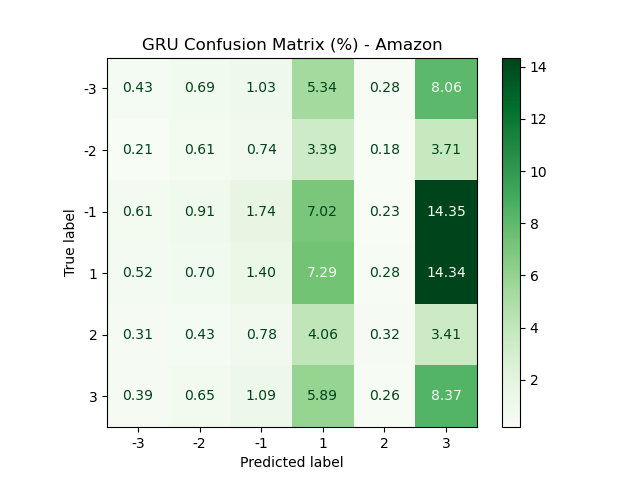 GRU Confusion Matrix (%) - Amazon
-3 0.43 0.69 1.03 5.34 0.28 8.06
-2 0.21 0.61 0.74 3.39 0.18 3.71
-1 0.61 0.91 1.74 7.02 0.23 14.35
1 0.52 0.70 1.40 7.29 0.28 14.34
2 0.31 0.43 0.78 4.06 0.32 3.41
3 0.39 0.65 1.09 5.89 0.26 8.37
-3 -2 -1 1 2 3
Predicted label
True label
14
12
10
8
6
4
2